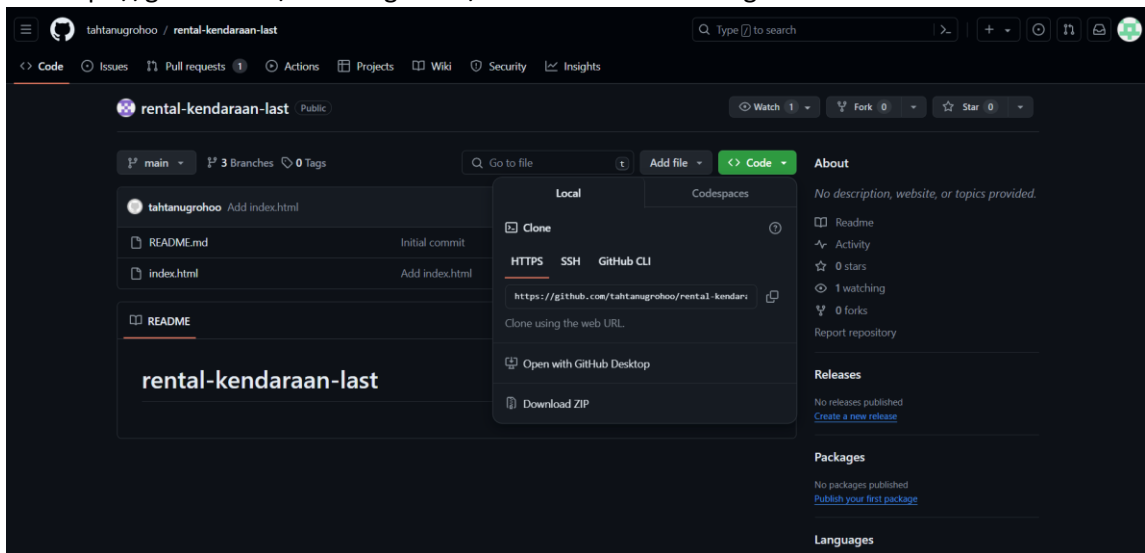 tahtanugrohoo / rental-kendaraan-last
Type / to search
Code
Issues
Pull requests 1
Actions
Projects
Wiki
Security
Insights
rental-kendaraan-last Public
Watch 1
Fork 0
Star 0
main
3 Branches
0 Tags
Go to file t
Add file
Code
tahtanugrohoo Add index.html
README.md Initial commit
index.html Add index.html
README
rental-kendaraan-last
Local
Codespaces
Clone
HTTPS SSH GitHub CLI
https://github.com/tahtanugrohoo/rental-kendar
Clone using the web URL.
Open with GitHub Desktop
Download ZIP
About
No description, website, or topics provided.
Readme
Activity
0 stars
1 watching
0 forks
Report repository
Releases
No releases published
Create a new release
Packages
No packages published
Publish your first package
Languages